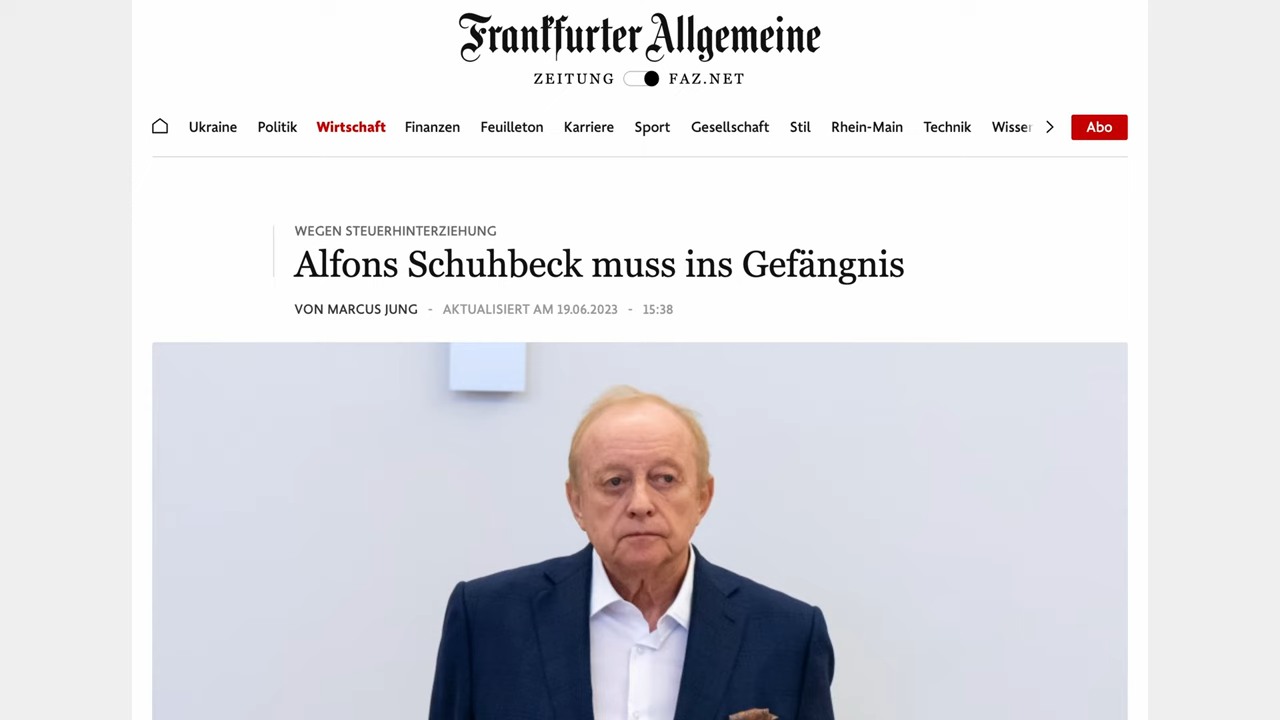 Frankfurter Allgemeine
ZEITUNG FAZ.NET
Ukraine Politik Wirtschaft Finanzen Feuilleton Karriere Sport Gesellschaft Stil Rhein-Main Technik Wissen Abo
WEGEN STEUERHINTERZIEHUNG
Alfons Schuhbeck muss ins Gefängnis
VON MARCUS JUNG - AKTUALISIERT AM 19.06.2023 - 15:38